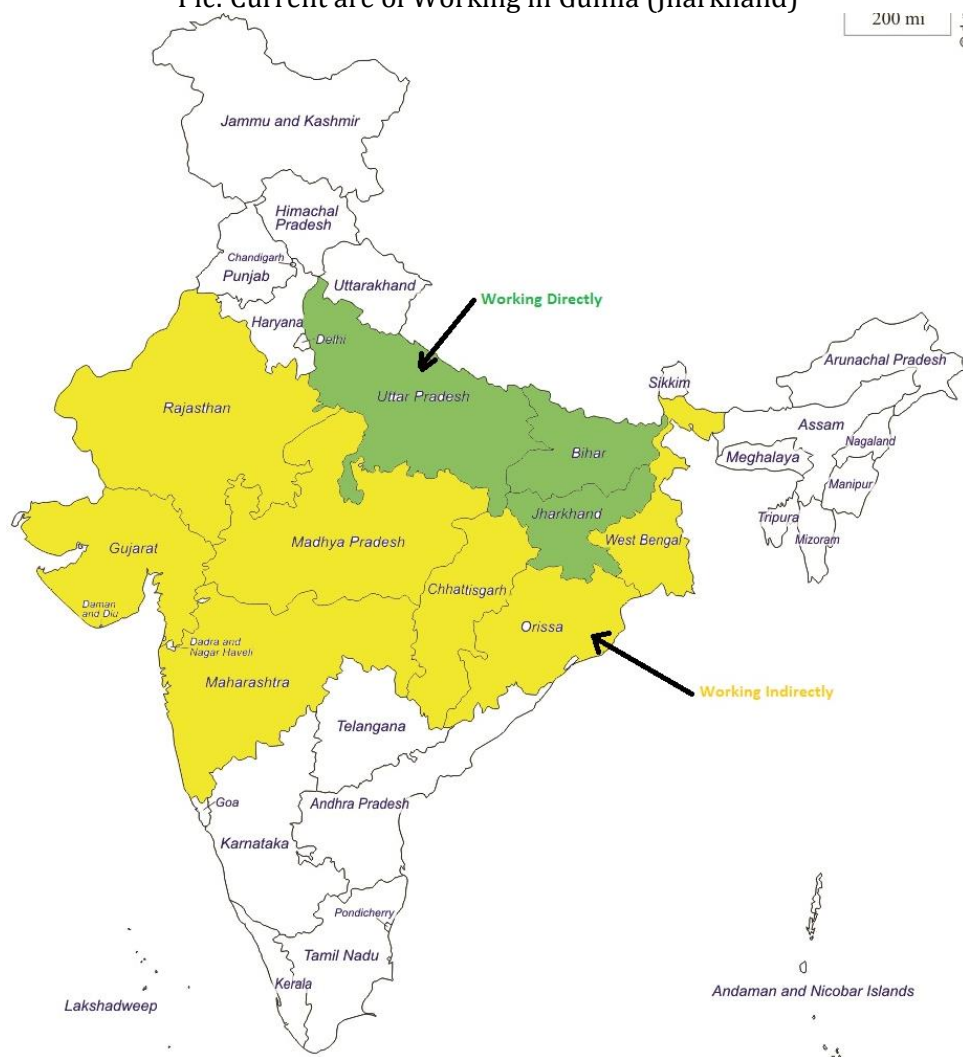 Pic: Current are of Working in Gumla (Jharkhand)
200 mi
Jammu and Kashmir
Himachal
Pradesh
Chandigarh
Punjab
Uttarakhand
Working Directly
Haryana
Delhi
Arunachal Pradesh
Sikkim
Rajasthan
Uttar Pradesh
Assam
Nagaland
Bihar
Meghalaya
Manipur
Jharkhand
Tripura
Mizoram
West Bengal
Madhya Pradesh
Gujarat
Chhattisgarh
Daman
and Diu
Orissa
Dadra and
Nagar Haveli
Maharashtra
Working Indirectly
Telangana
Goa
Andhra Pradesh
Karnataka
Pondicherry
Tamil Nadu
Kerala
Andaman and Nicobar Islands
Lakshadweep